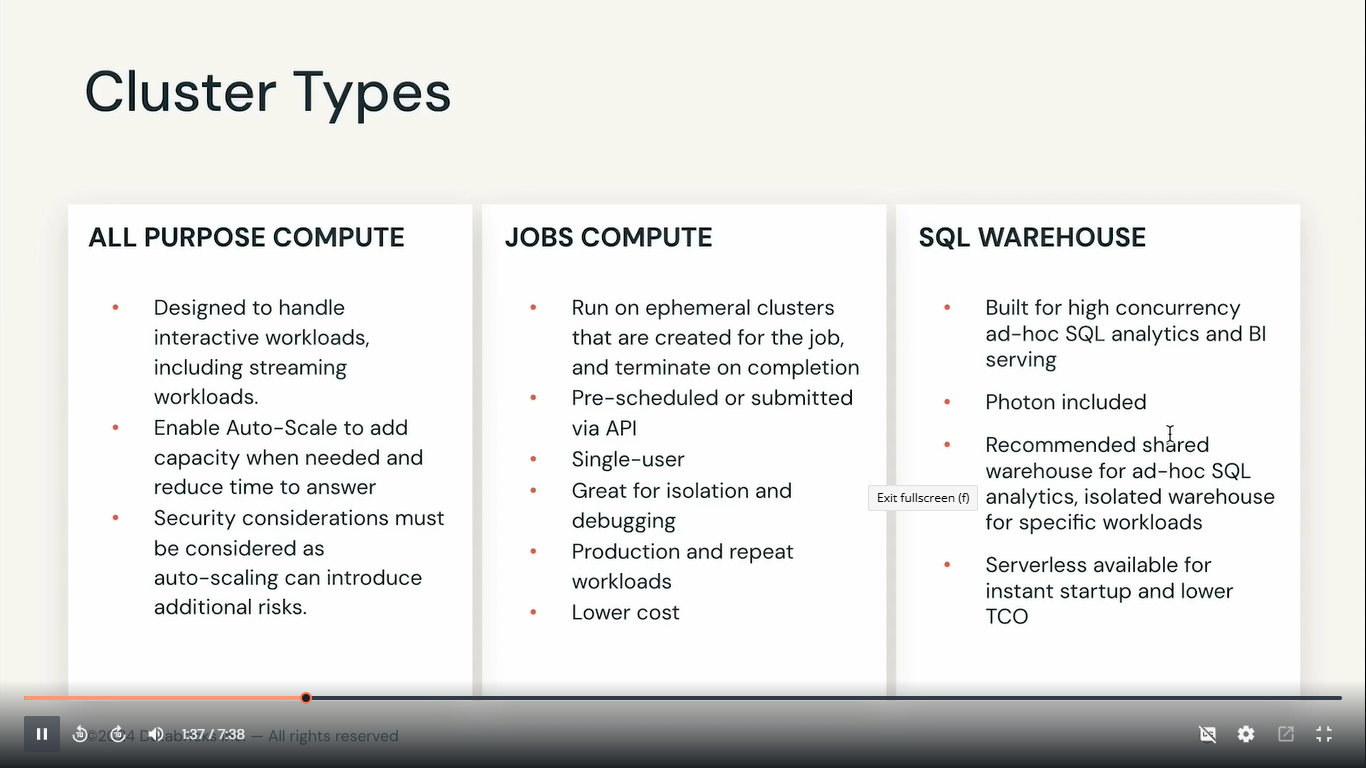 Cluster Types
ALL PURPOSE COMPUTE
• Designed to handle
interactive workloads,
including streaming
workloads.
• Enable Auto-Scale to add
capacity when needed and
reduce time to answer
• Security considerations must
be considered as
auto-scaling can introduce
additional risks.
JOBS COMPUTE
• Run on ephemeral clusters
that are created for the job,
and terminate on completion
• Pre-scheduled or submitted
via API
• Single-user
• Great for isolation and
debugging
• Production and repeat
workloads
• Lower cost
SQL WAREHOUSE
• Built for high concurrency
ad-hoc SQL analytics and BI
serving
• Photon included
• Recommended shared
warehouse for ad-hoc SQL
analytics, isolated warehouse
for specific workloads
• Serverless available for
instant startup and lower
TCO
Exit fullscreen (f)
10 10 1:37 / 7:38
— All rights reserved